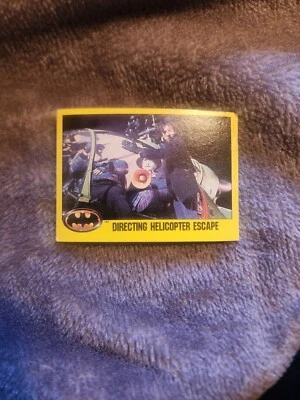 DIRECTING HELICOPTER ESCAPE